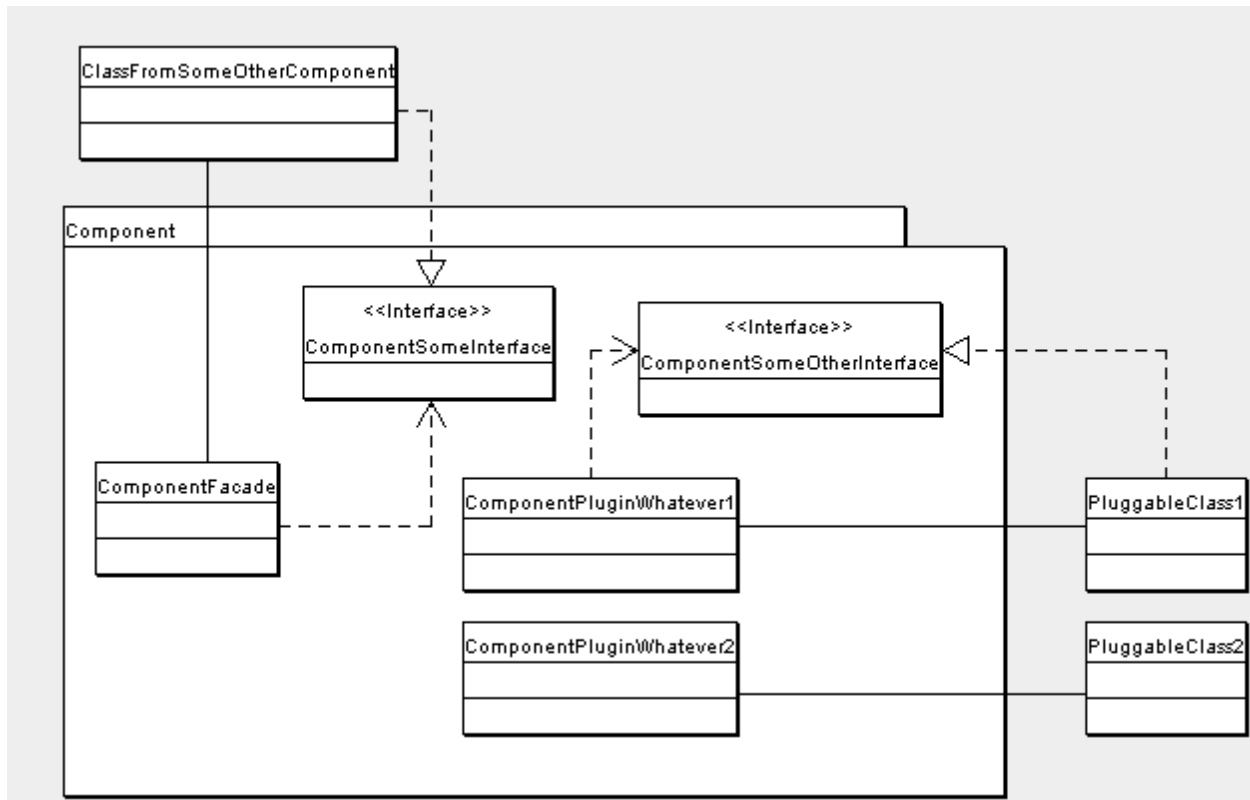 ClassFromSomeOtherComponent
Component
<<Interface>>
ComponentSomeInterface
<<Interface>>
ComponentSomeOtherInterface
ComponentFacade
ComponentPluginWhatever1
PluggableClass1
ComponentPluginWhatever2
PluggableClass2